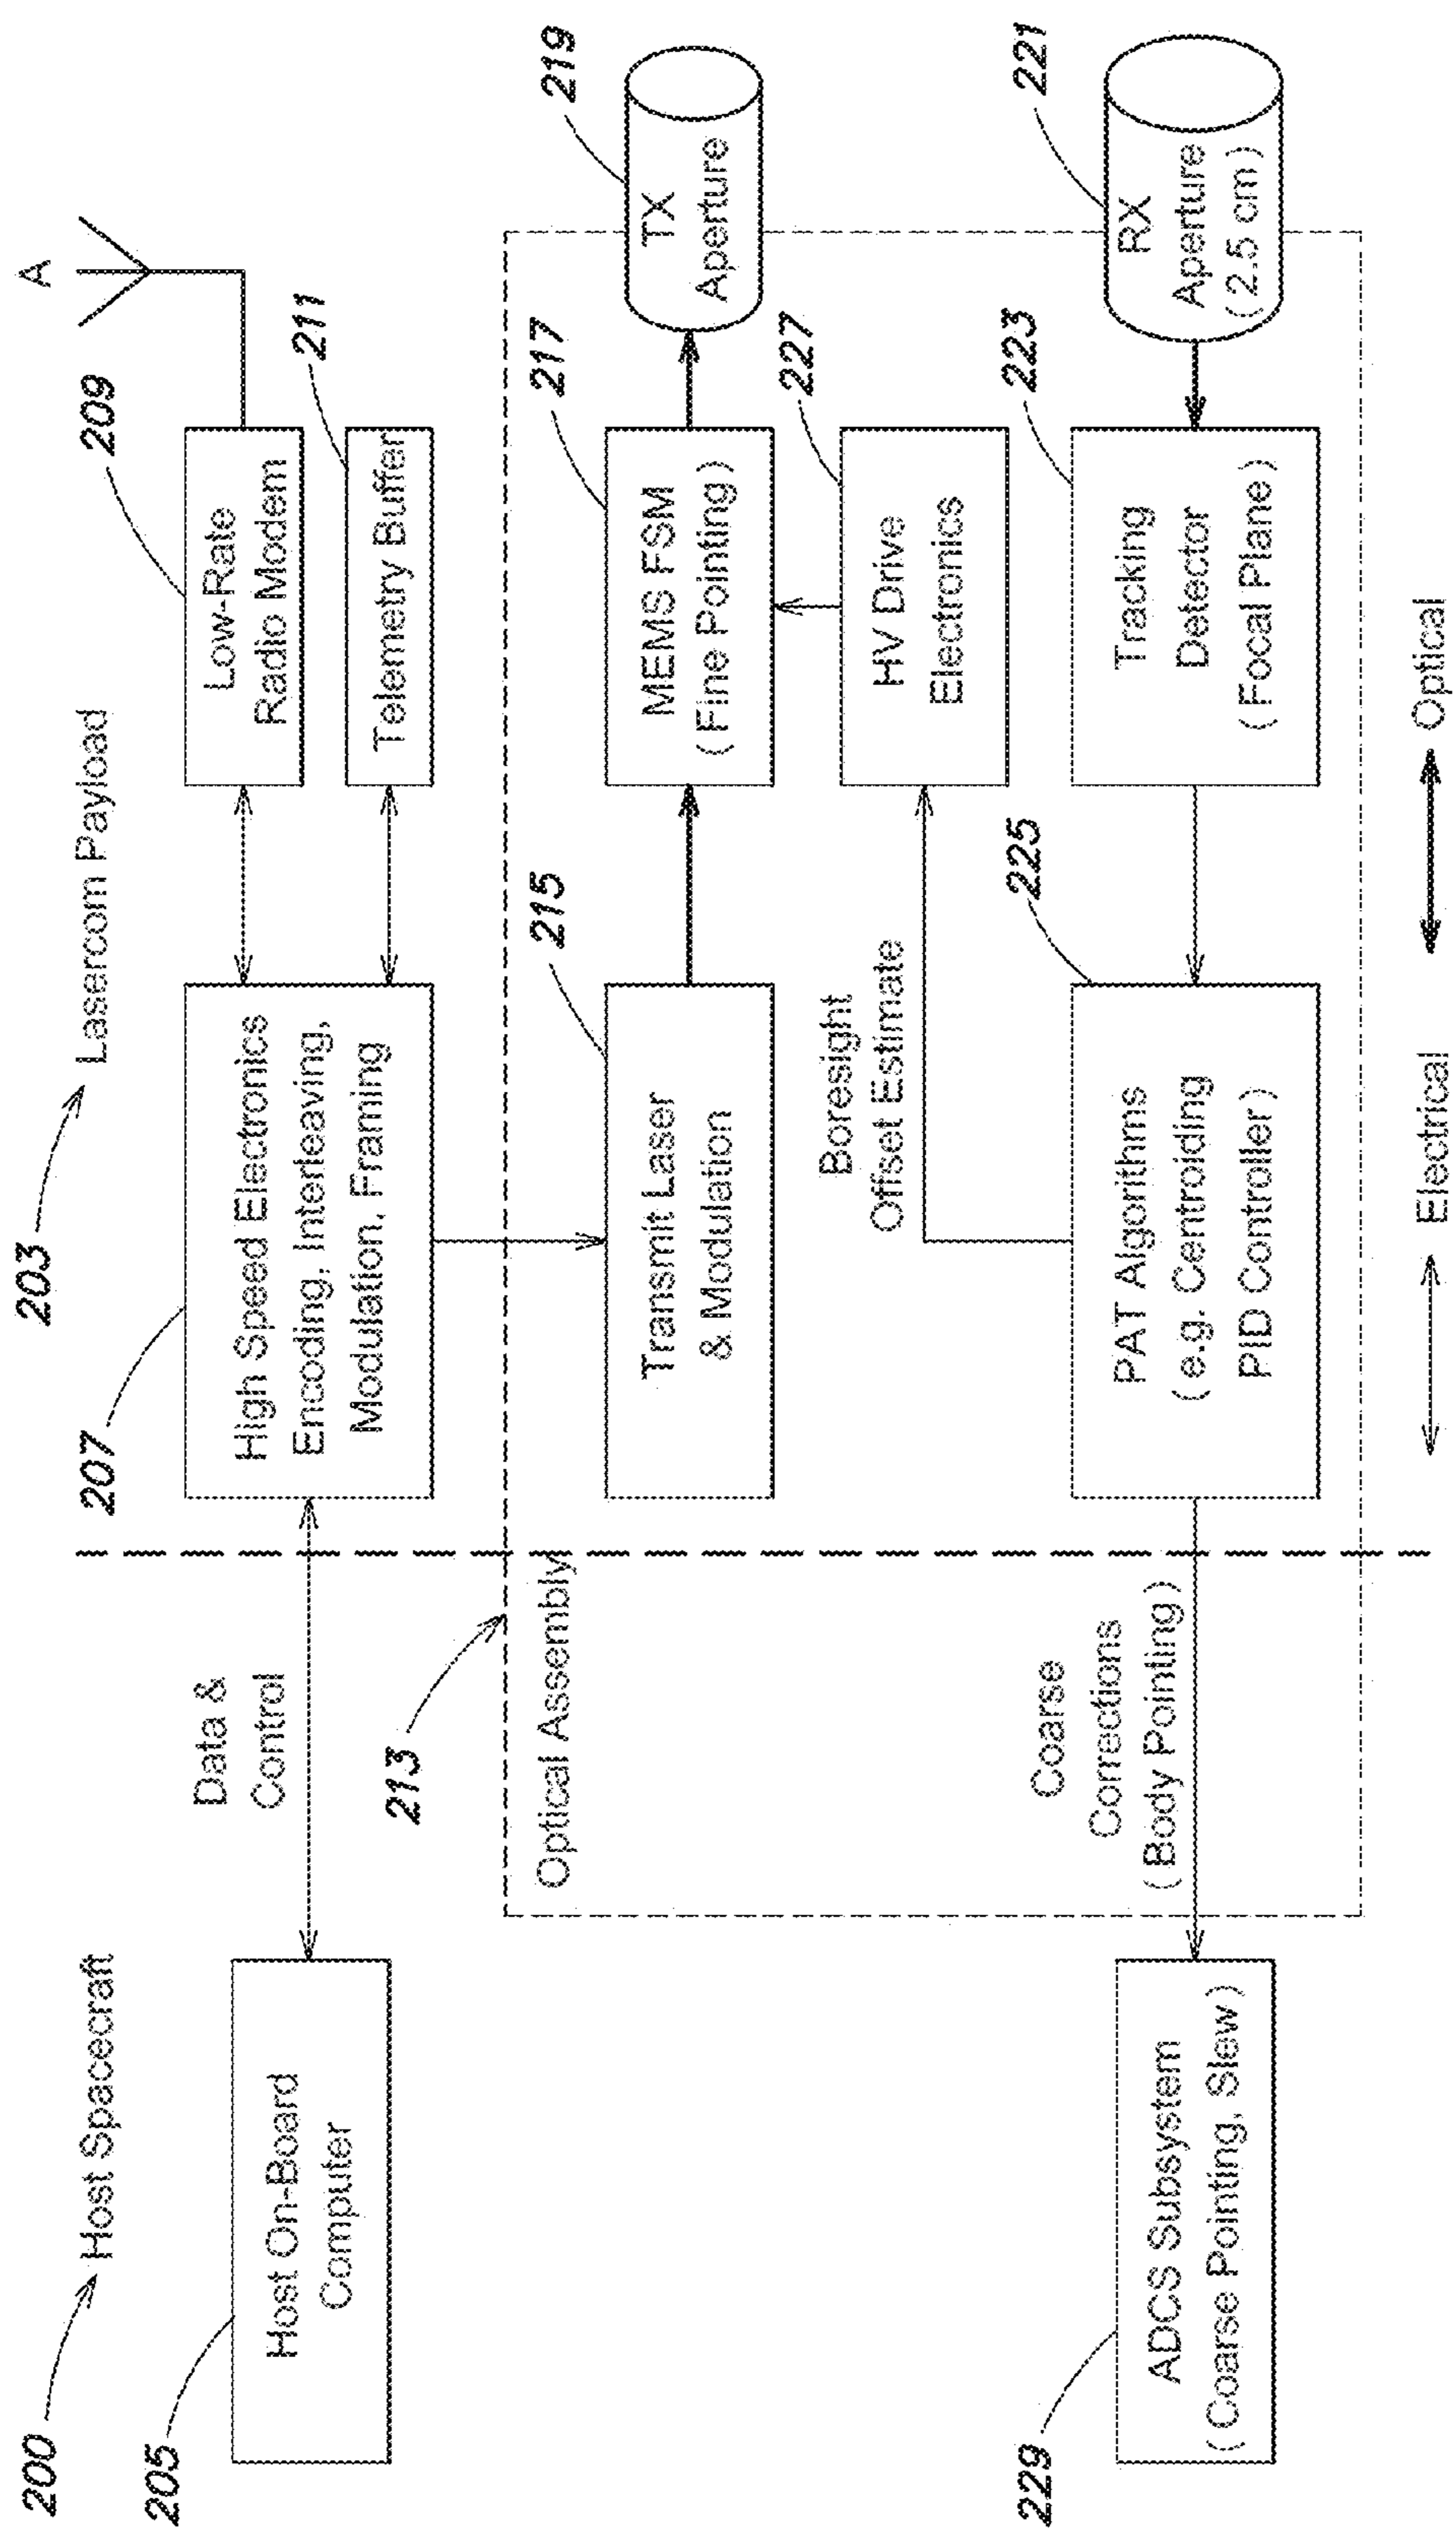 200
Host Spacecraft
203
Lasercom Payload
A
205
Host On-Board
Computer
Data &
Control
207
High Speed Electronics
Encoding, Interleaving,
Modulation, Framing
209
Low-Rate
Radio Modem
211
Telemetry Buffer
213
Optical Assembly
215
Transmit Laser
& Modulation
217
MEMS FSM
( Fine Pointing )
219
TX
Aperture
Boresight
Offset Estimate
227
HV Drive
Electronics
229
ADCS Subsystem
( Coarse Pointing, Slew )
Coarse
Corrections
( Body Pointing )
225
PAT Algorithms
( e.g. Centroiding
PID Controller )
223
Tracking
Detector
( Focal Plane )
221
RX
Aperture
( 2.5 cm )
Electrical
Optical